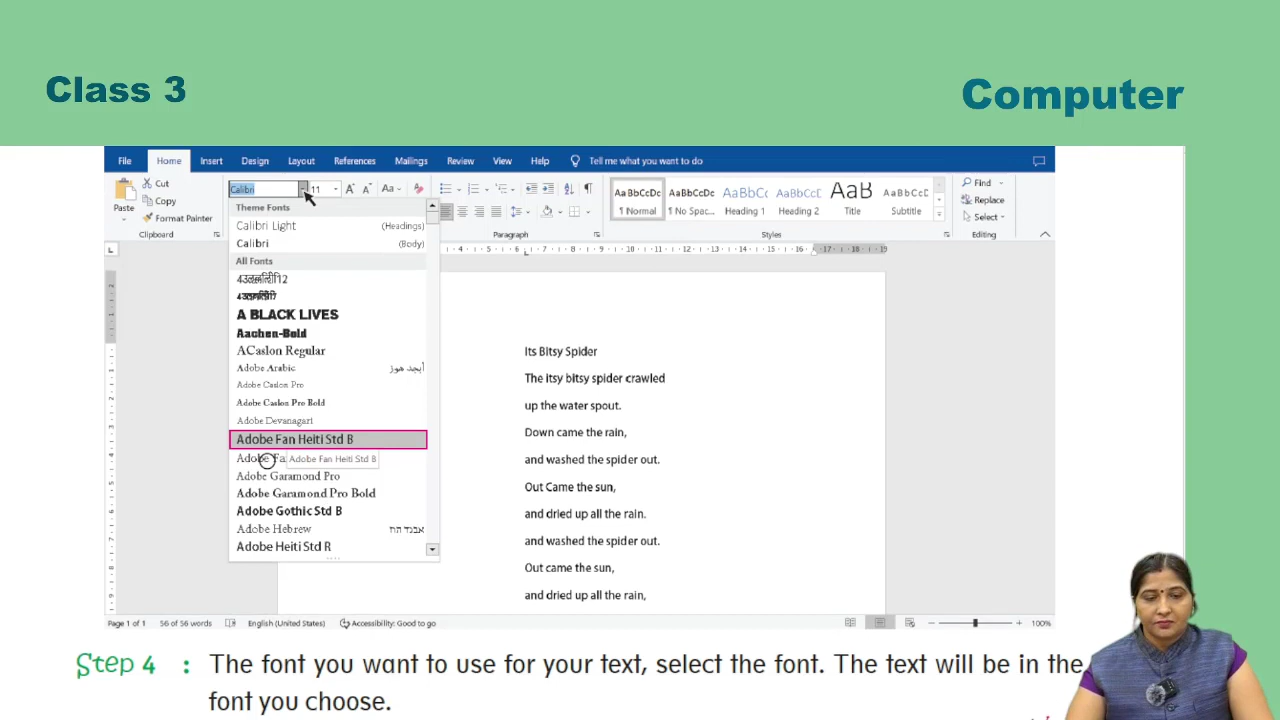 Class 3
Computer
File Home Insert Design Layout References Mailings Review View Help Tell me what you want to do
Paste
Cut
Copy
Format Painter
Clipboard
Calibri 11 Aa
Theme Fonts
Calibri Light (Headings)
Calibri (Body)
All Fonts
A BLACK LIVES
Aachen-Bold
ACaslon Regular
Adobe Arabic أبجد هوز
Adobe Caslon Pro
Adobe Caslon Pro Bold
Adobe Devanagari
Adobe Fan Heiti Std B
Adobe Fa
Adobe Fan Heiti Std B
Adobe Garamond Pro
Adobe Garamond Pro Bold
Adobe Gothic Std B
Adobe Hebrew אבגד הוז
Adobe Heiti Std R
Paragraph
AaBbCcDc AaBbCcDc AaBbCc AaBbCcD AaB AaBbCcD
¶ Normal ¶ No Spac... Heading 1 Heading 2 Title Subtitle
Styles
Find
Replace
Select
Editing
Its Bitsy Spider
The itsy bitsy spider crawled
up the water spout.
Down came the rain,
and washed the spider out.
Out Came the sun,
and dried up all the rain.
and washed the spider out.
Out came the sun,
and dried up all the rain,
Page 1 of 1 56 of 56 words English (United States) Accessibility: Good to go 100%
Step 4 : The font you want to use for your text, select the font. The text will be in the
font you choose.